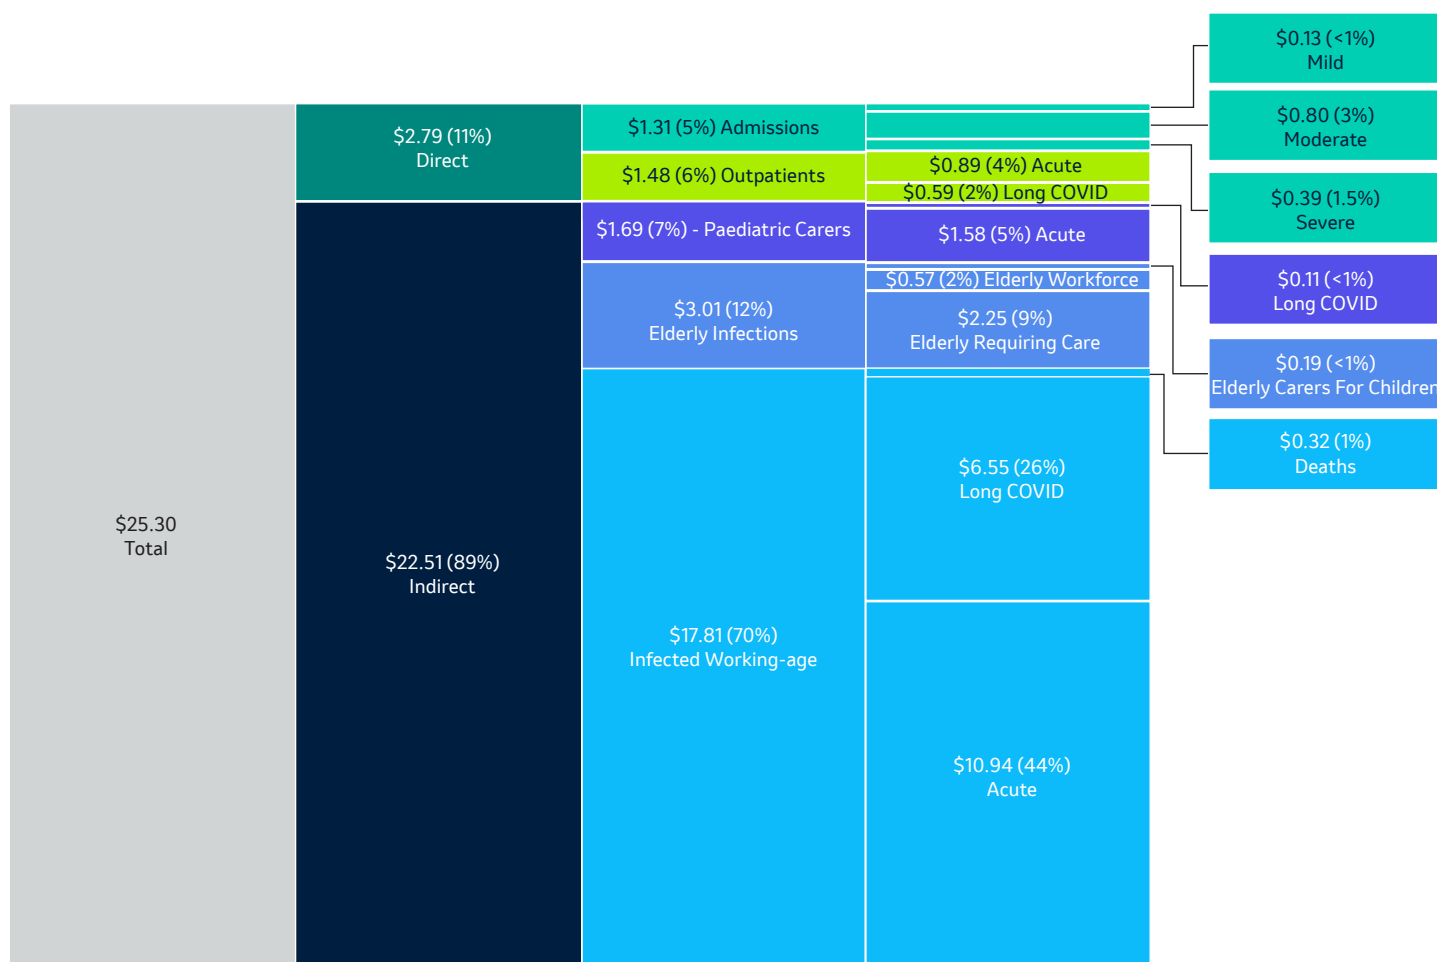 $25.30
Total
$2.79 (11%)
Direct
$22.51 (89%)
Indirect
$1.31 (5%) Admissions
$1.48 (6%) Outpatients
$1.69 (7%) - Paediatric Carers
$3.01 (12%)
Elderly Infections
$17.81 (70%)
Infected Working-age
$0.89 (4%) Acute
$0.59 (2%) Long COVID
$1.58 (5%) Acute
$0.57 (2%) Elderly Workforce
$2.25 (9%)
Elderly Requiring Care
$6.55 (26%)
Long COVID
$10.94 (44%)
Acute
$0.13 (<1%)
Mild
$0.80 (3%)
Moderate
$0.39 (1.5%)
Severe
$0.11 (<1%)
Long COVID
$0.19 (<1%)
Elderly Carers For Children
$0.32 (1%)
Deaths